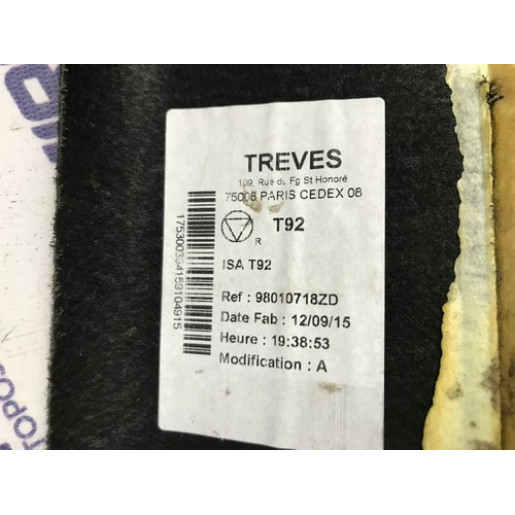 TREVES
109, Rue du Fg St Honoré
75008 PARIS CEDEX 08
T92
R
ISA T92
Ref : 98010718ZD
Date Fab : 12/09/15
Heure : 19:38:53
Modification : A